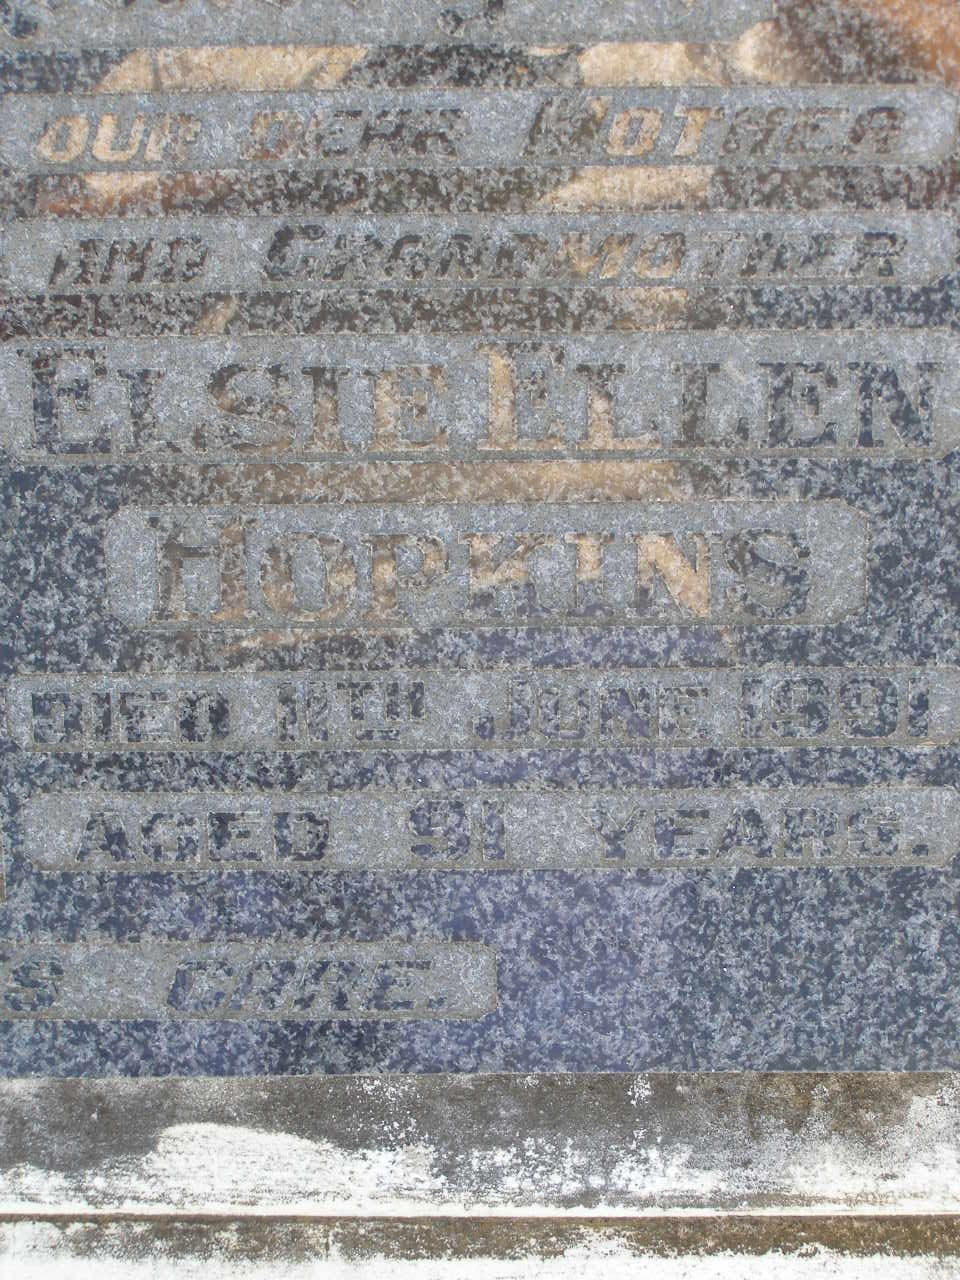 OUR DEAR MOTHER
AND GRANDMOTHER
ELSIE ELLEN
HOPKINS
DIED 11TH JUNE 1991
AGED 91 YEARS.
S CARE.